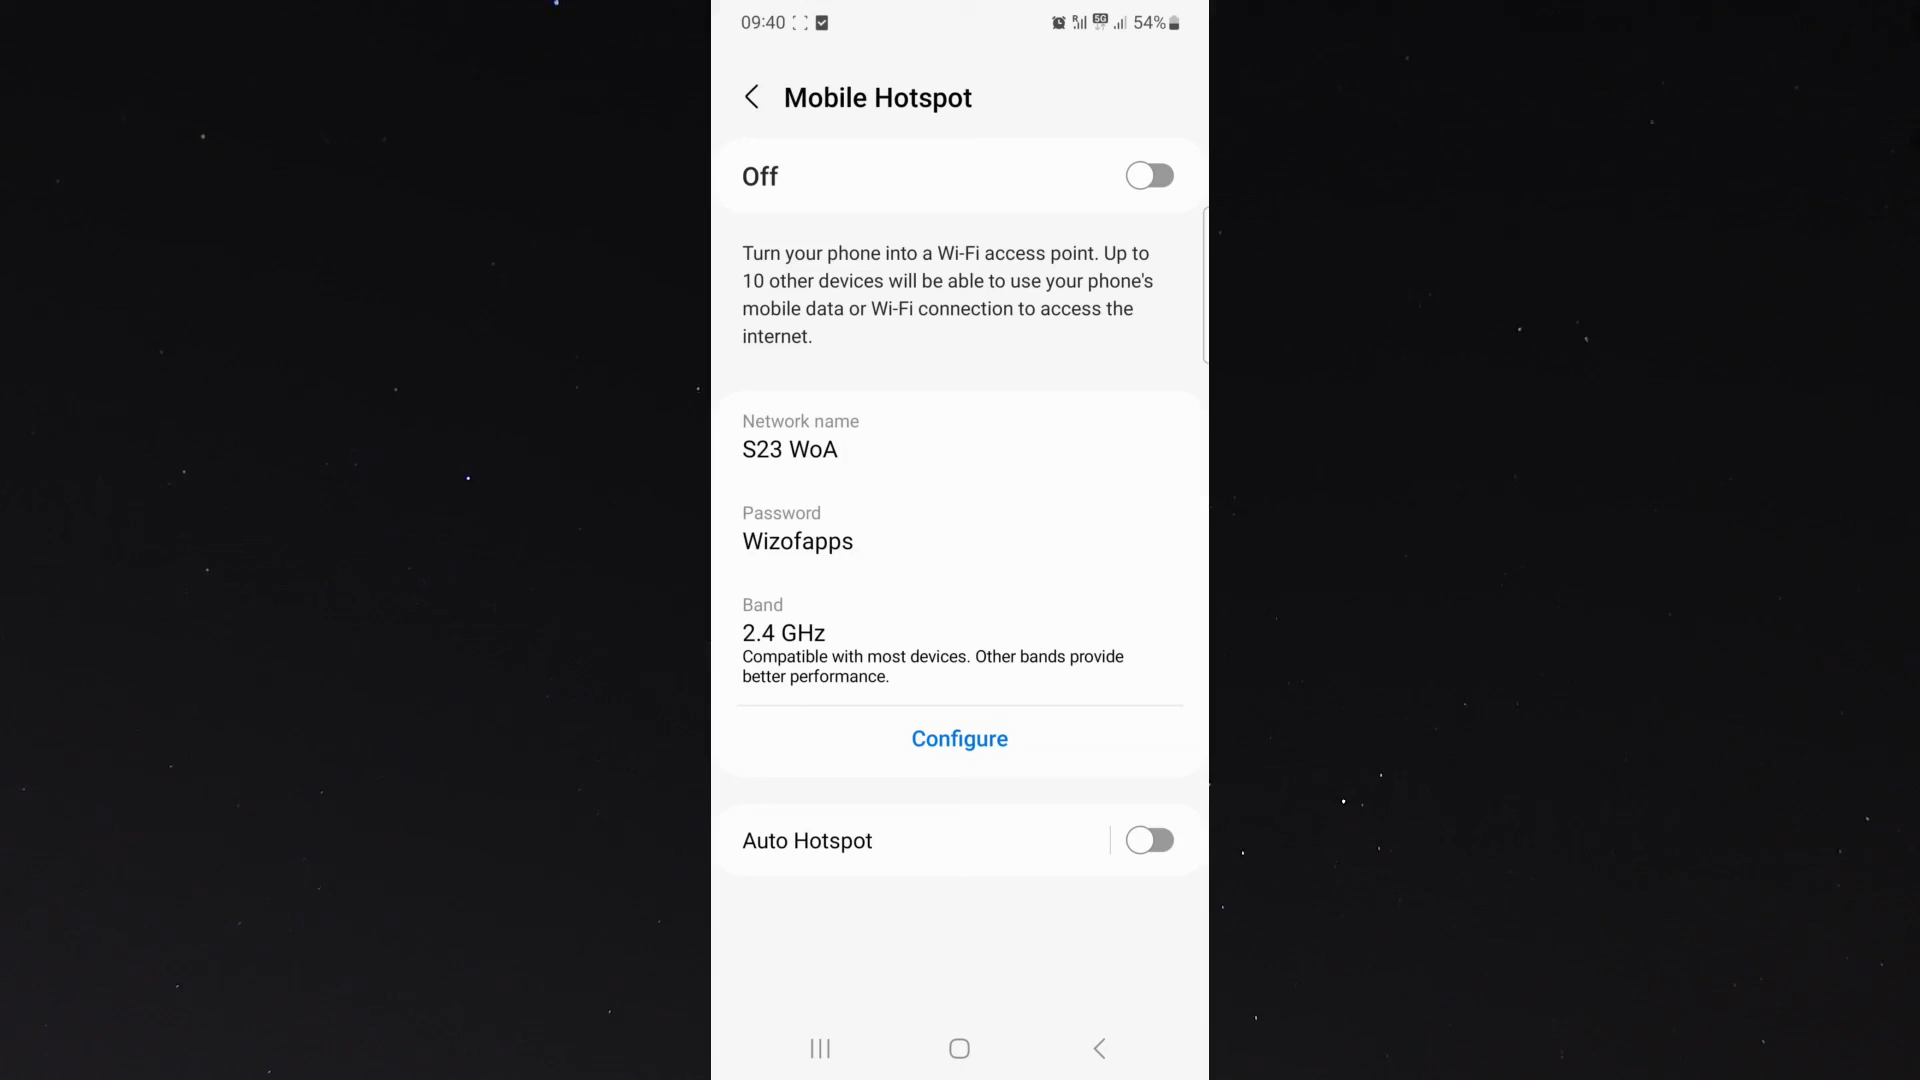 09:40 5G 54%
Mobile Hotspot
Off
Turn your phone into a Wi-Fi access point. Up to
10 other devices will be able to use your phone's
mobile data or Wi-Fi connection to access the
internet.
Network name
S23 WoA
Password
Wizofapps
Band
2.4 GHz
Compatible with most devices. Other bands provide
better performance.
Configure
Auto Hotspot